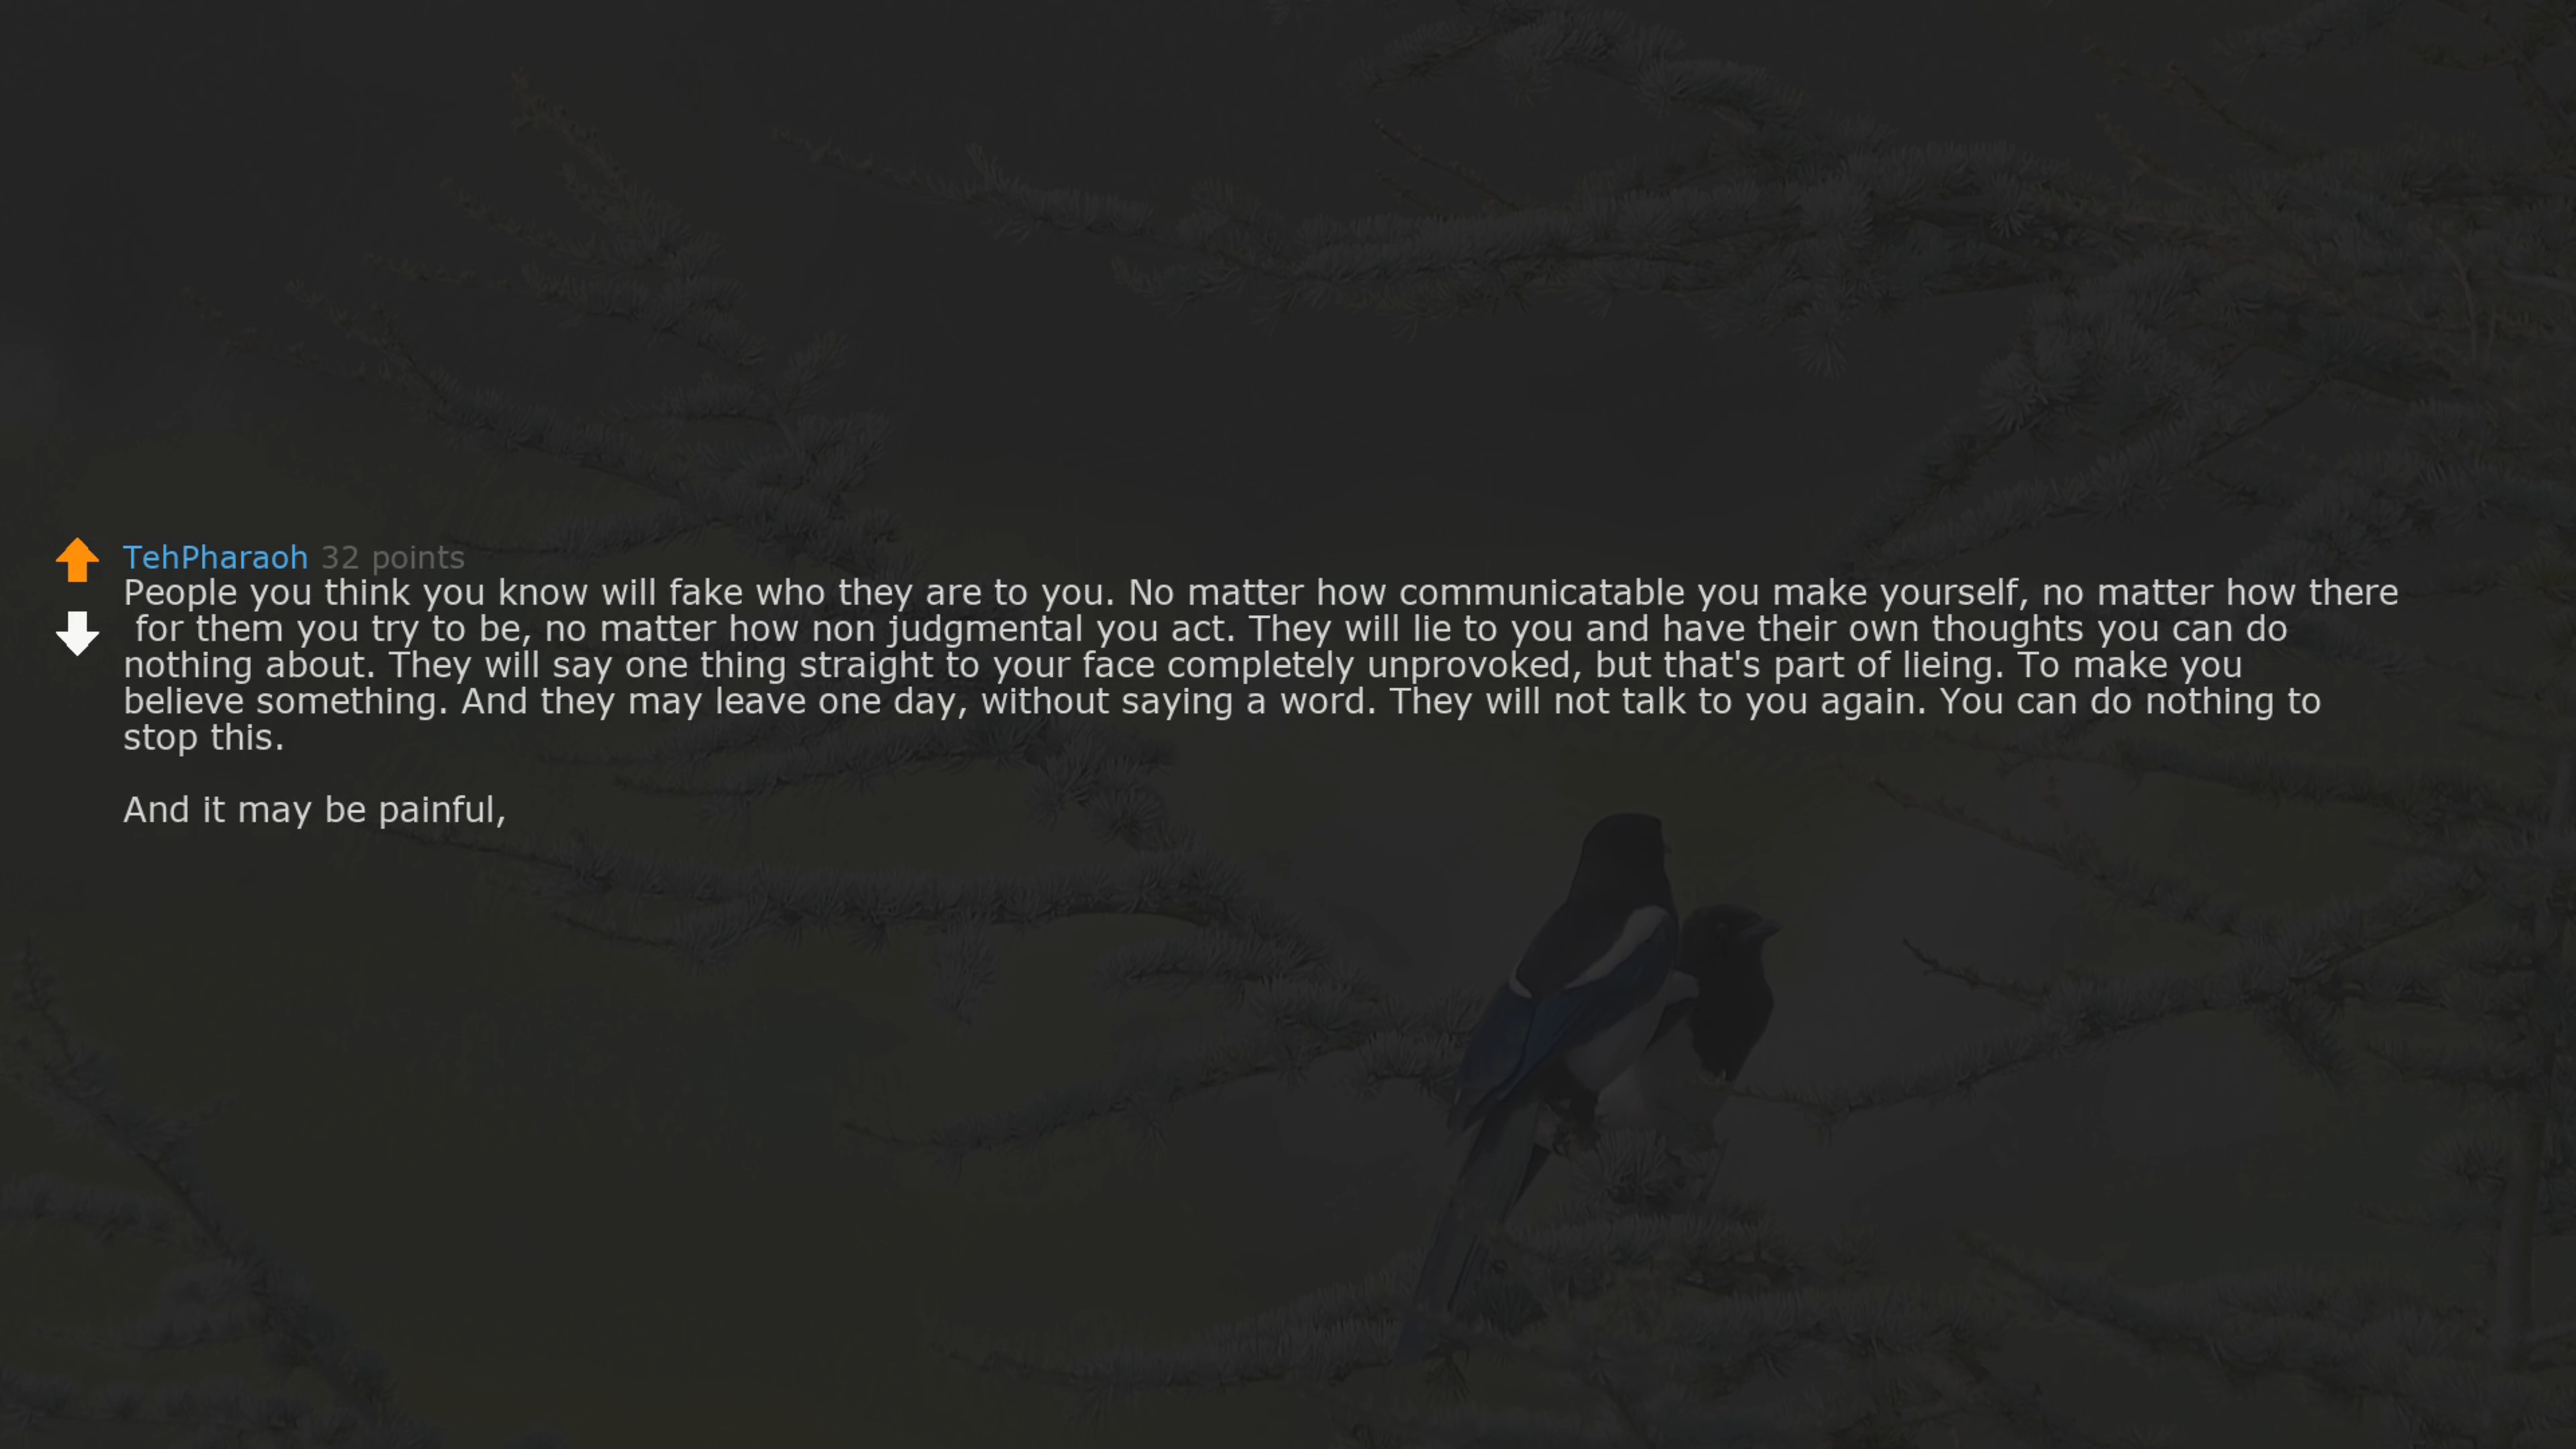 TehPharaoh 32 points
People you think you know will fake who they are to you. No matter how communicatable you make yourself, no matter how there
for them you try to be, no matter how non judgmental you act. They will lie to you and have their own thoughts you can do
nothing about. They will say one thing straight to your face completely unprovoked, but that's part of lieing. To make you
believe something. And they may leave one day, without saying a word. They will not talk to you again. You can do nothing to
stop this.
And it may be painful,